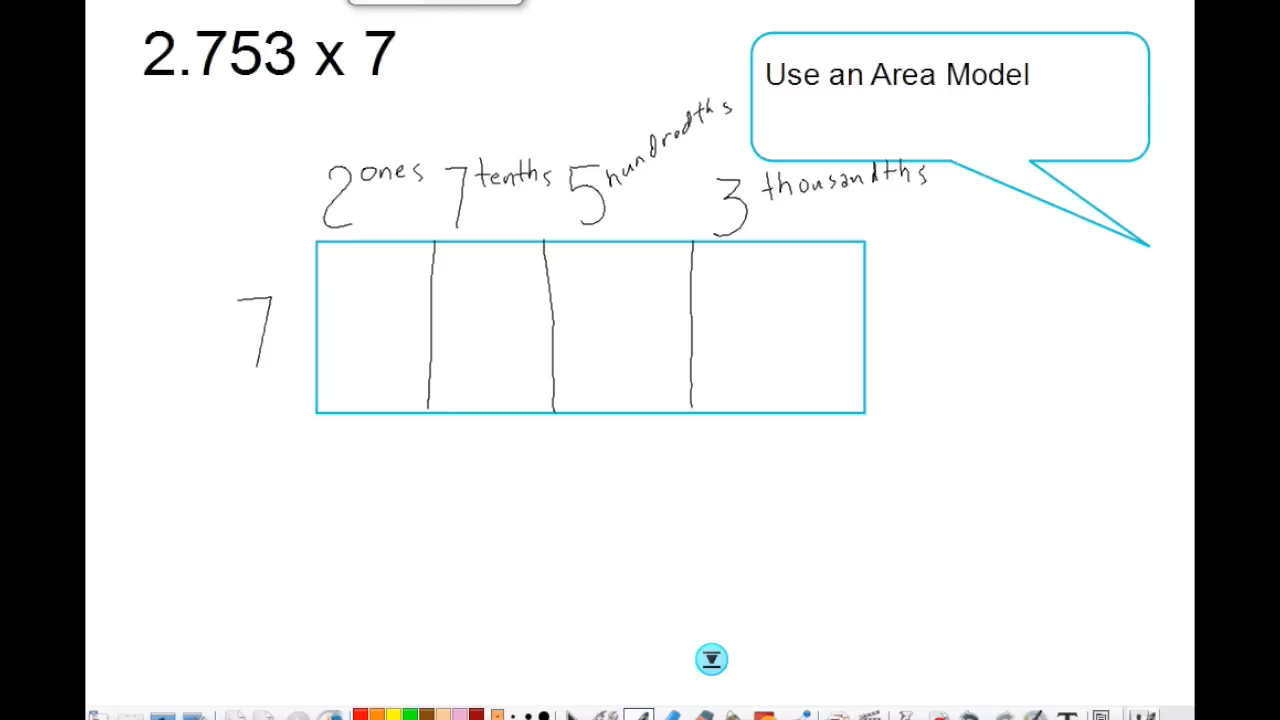 2.753 x 7
Use an Area Model
2 ones 7 tenths 5 hundredths 3 thousandths
7